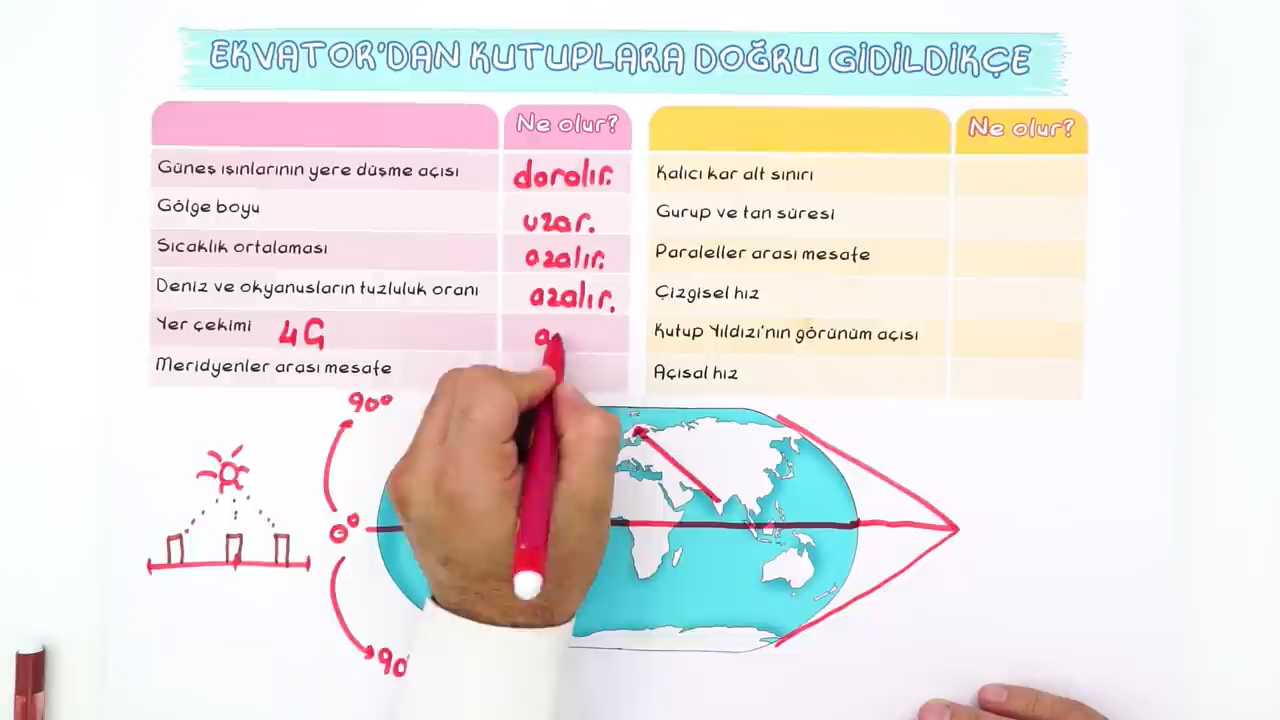 EKVATOR'DAN KUTUPLARA DOĞRU GİDİLDİKÇE
Ne olur?
Güneş ışınlarının yere düşme açısı daralır.
Gölge boyu uzar.
Sıcaklık ortalaması azalır.
Deniz ve okyanusların tuzluluk oranı azalır.
Yer çekimi 4G a
Meridyenler arası mesafe
Ne olur?
Kalıcı kar alt sınırı
Gurup ve tan süresi
Paraleller arası mesafe
Çizgisel hız
Kutup Yıldızı'nın görünüm açısı
Açısal hız
90°
0°
90